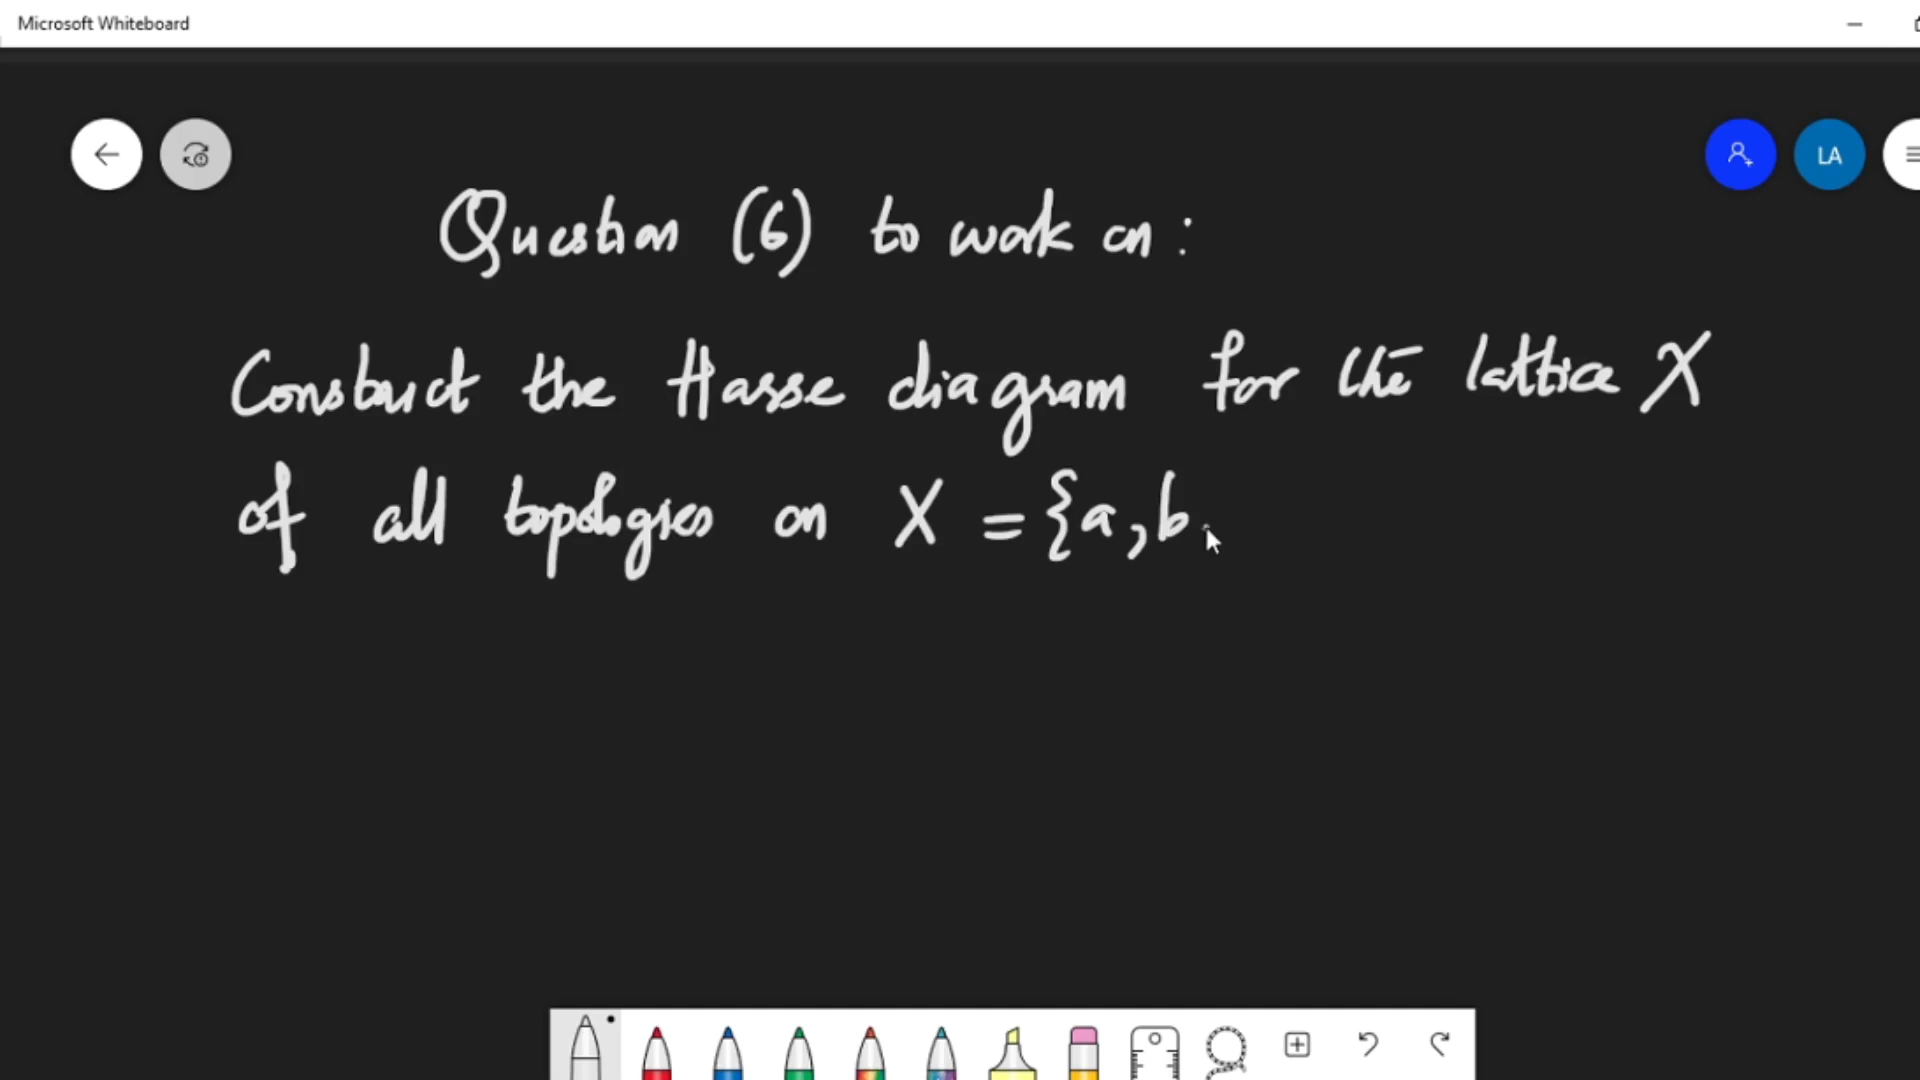 Microsoft Whiteboard
LA
Question (6) to work on:
Construct the Hasse diagram for the lattice X
of all topologies on X = {a, b,